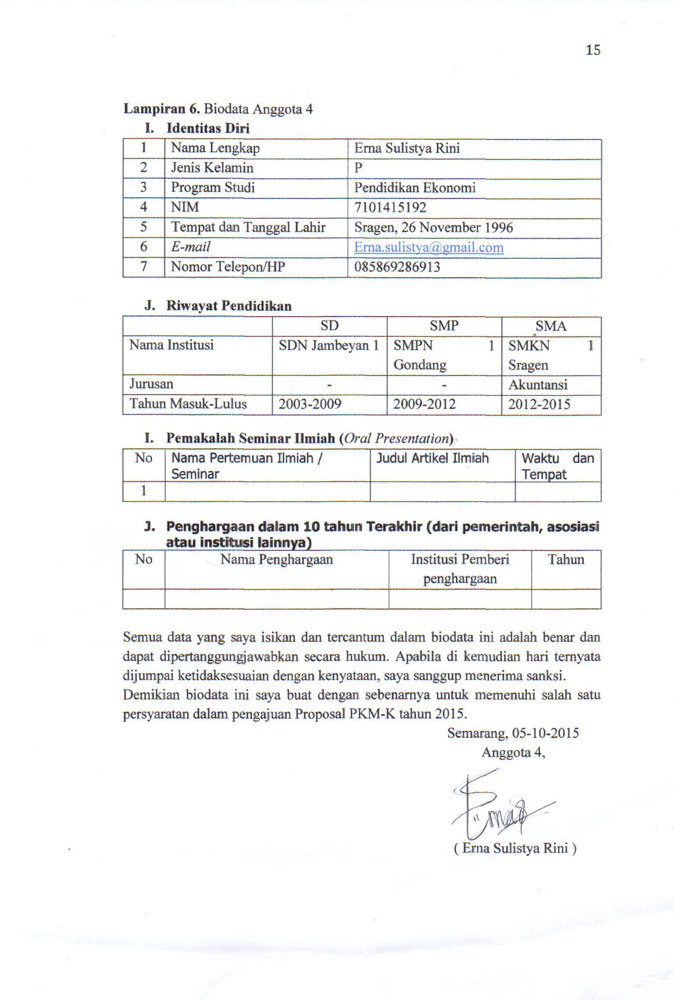 15
Lampiran 6. Biodata Anggota 4
I. Identitas Diri
1 Nama Lengkap Erna Sulistya Rini
2 Jenis Kelamin P
3 Program Studi Pendidikan Ekonomi
4 NIM 7101415192
5 Tempat dan Tanggal Lahir Sragen, 26 November 1996
6 E-mail Erna.sulistya@gmail.com
7 Nomor Telepon/HP 085869286913
J. Riwayat Pendidikan
SD SMP SMA
Nama Institusi SDN Jambeyan 1 SMPN 1 SMKN 1
Gondang Sragen
Jurusan - - Akuntansi
Tahun Masuk-Lulus 2003-2009 2009-2012 2012-2015
I. Pemakalah Seminar Ilmiah (Oral Presentation)
No Nama Pertemuan Ilmiah / Judul Artikel Ilmiah Waktu dan
Seminar Tempat
1
J. Penghargaan dalam 10 tahun Terakhir (dari pemerintah, asosiasi
atau institusi lainnya)
No Nama Penghargaan Institusi Pemberi Tahun
penghargaan
Semua data yang saya isikan dan tercantum dalam biodata ini adalah benar dan
dapat dipertanggungjawabkan secara hukum. Apabila di kemudian hari ternyata
dijumpai ketidaksesuaian dengan kenyataan, saya sanggup menerima sanksi.
Demikian biodata ini saya buat dengan sebenarnya untuk memenuhi salah satu
persyaratan dalam pengajuan Proposal PKM-K tahun 2015.
Semarang, 05-10-2015
Anggota 4,
( Erna Sulistya Rini )